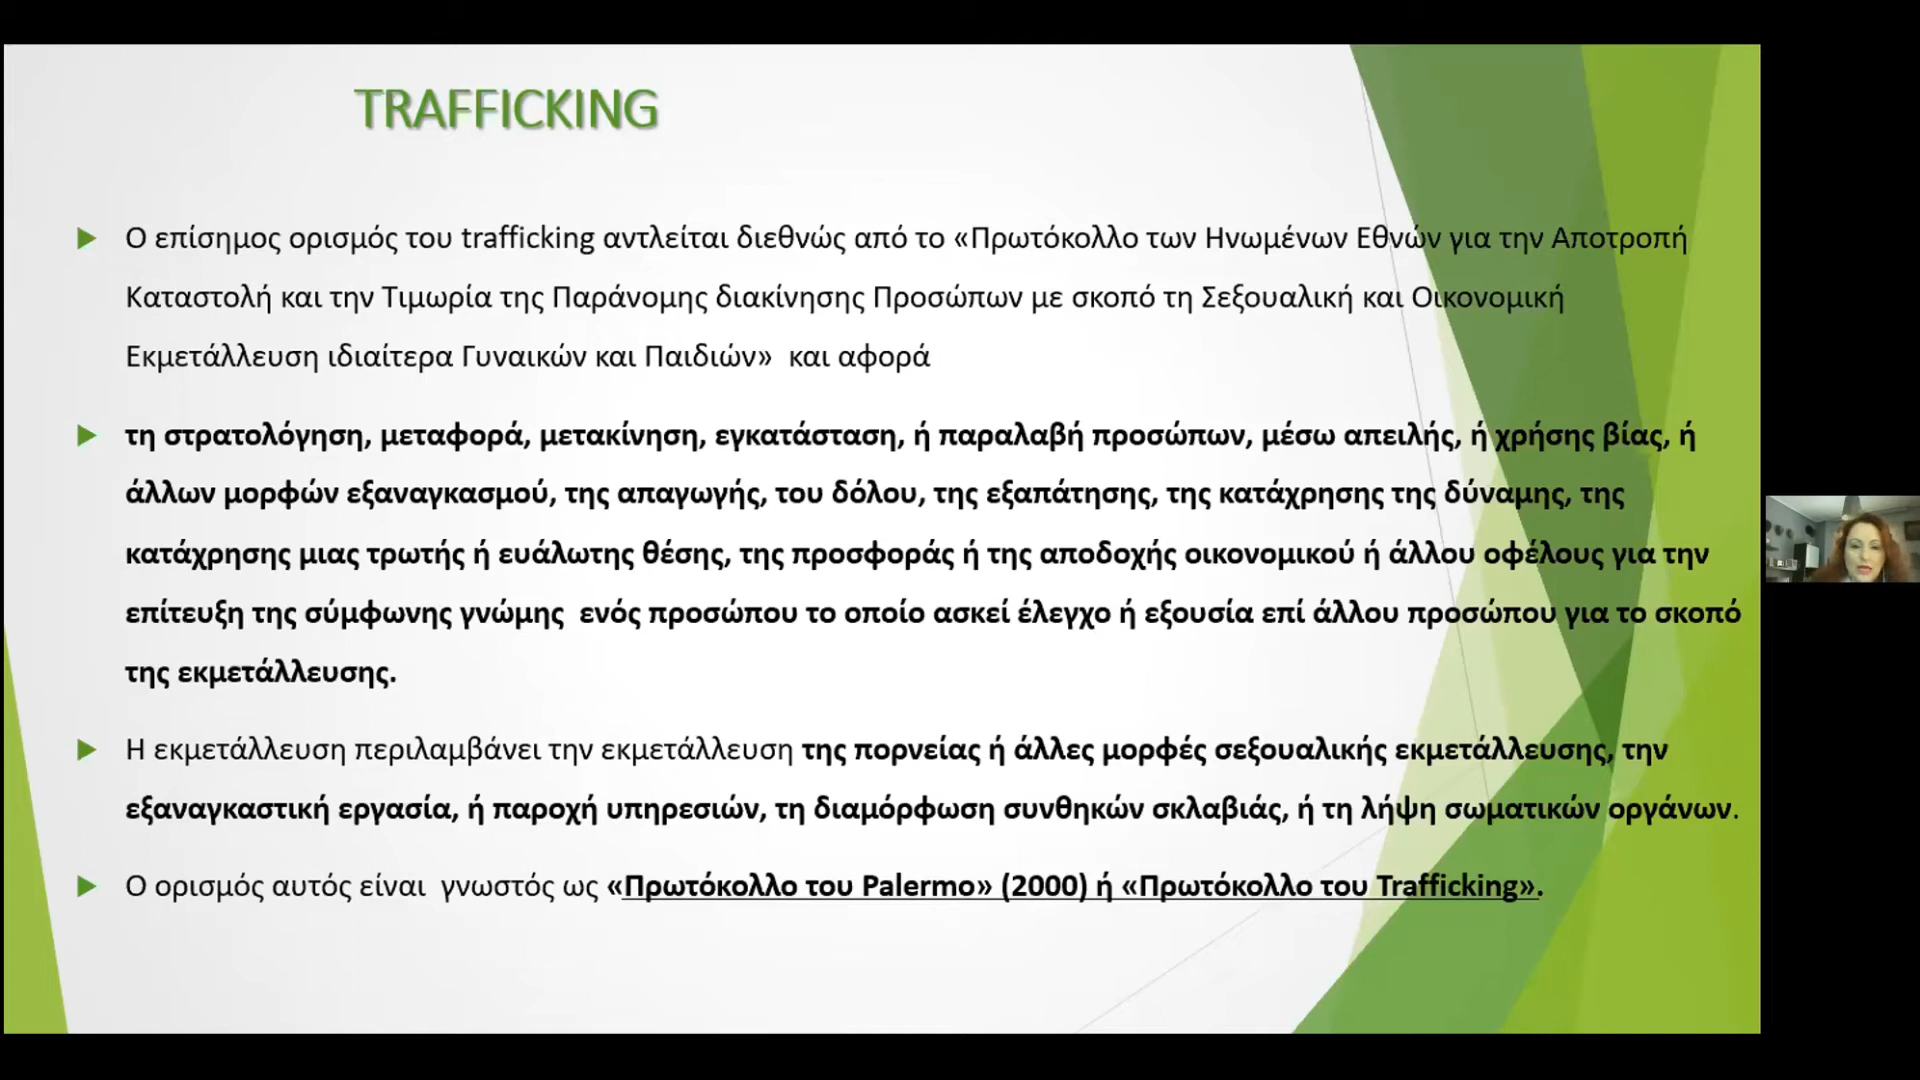 TRAFFICKING
Ο επίσημος ορισμός του trafficking αντλείται διεθνώς από το «Πρωτόκολλο των Ηνωμένων Εθνών για την Αποτροπή
Καταστολή και την Τιμωρία της Παράνομης διακίνησης Προσώπων με σκοπό τη Σεξουαλική και Οικονομική
Εκμετάλλευση ιδιαίτερα Γυναικών και Παιδιών» και αφορά
τη στρατολόγηση, μεταφορά, μετακίνηση, εγκατάσταση, ή παραλαβή προσώπων, μέσω απειλής, ή χρήσης βίας, ή
άλλων μορφών εξαναγκασμού, της απαγωγής, του δόλου, της εξαπάτησης, της κατάχρησης της δύναμης, της
κατάχρησης μιας τρωτής ή ευάλωτης θέσης, της προσφοράς ή της αποδοχής οικονομικού ή άλλου οφέλους για την
επίτευξη της σύμφωνης γνώμης ενός προσώπου το οποίο ασκεί έλεγχο ή εξουσία επί άλλου προσώπου για το σκοπό
της εκμετάλλευσης.
Η εκμετάλλευση περιλαμβάνει την εκμετάλλευση της πορνείας ή άλλες μορφές σεξουαλικής εκμετάλλευσης, την
εξαναγκαστική εργασία, ή παροχή υπηρεσιών, τη διαμόρφωση συνθηκών σκλαβιάς, ή τη λήψη σωματικών οργάνων.
Ο ορισμός αυτός είναι γνωστός ως «Πρωτόκολλο του Palermo» (2000) ή «Πρωτόκολλο του Trafficking».